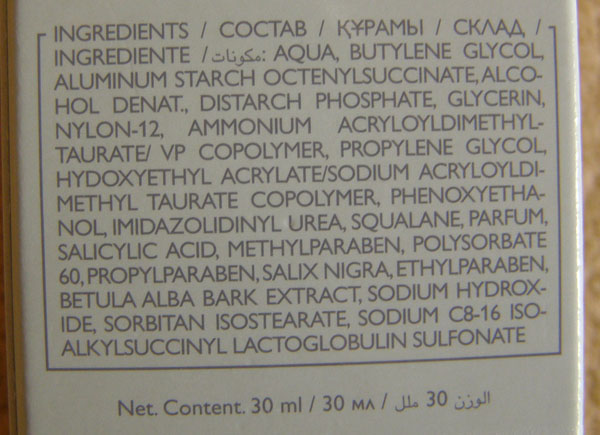 INGREDIENTS / СОСТАВ / ҚҰРАМЫ / СКЛАД /
INGREDIENTE / مكونات: AQUA, BUTYLENE GLYCOL,
ALUMINUM STARCH OCTENYLSUCCINATE, ALCO-
HOL DENAT., DISTARCH PHOSPHATE, GLYCERIN,
NYLON-12, AMMONIUM ACRYLOYLDIMETHYL-
TAURATE/ VP COPOLYMER, PROPYLENE GLYCOL,
HYDOXYETHYL ACRYLATE/SODIUM ACRYLOYLDI-
METHYL TAURATE COPOLYMER, PHENOXYETHA-
NOL, IMIDAZOLIDINYL UREA, SQUALANE, PARFUM,
SALICYLIC ACID, METHYLPARABEN, POLYSORBATE
60, PROPYLPARABEN, SALIX NIGRA, ETHYLPARABEN,
BETULA ALBA BARK EXTRACT, SODIUM HYDROX-
IDE, SORBITAN ISOSTEARATE, SODIUM C8-16 ISO-
ALKYLSUCCINYL LACTOGLOBULIN SULFONATE
Net. Content. 30 ml / 30 мл / الوزن 30 ملل